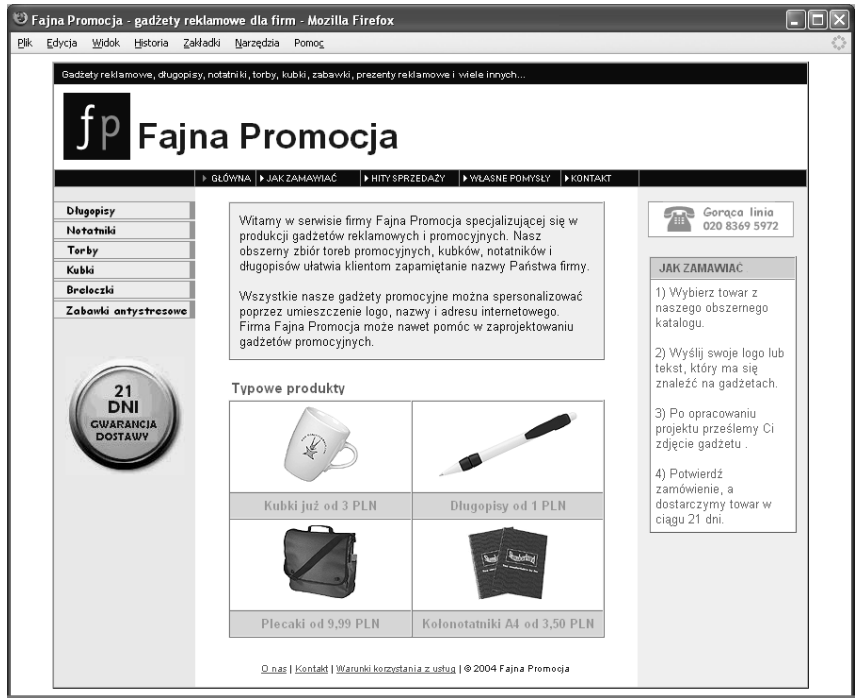 Fajna Promocja - gadżety reklamowe dla firm - Mozilla Firefox
Plik Edycja Widok Historia Zakładki Narzędzia Pomoc
Gadżety reklamowe, długopisy, notatniki, torby, kubki, zabawki, prezenty reklamowe i wiele innych...
fp Fajna Promocja
GŁÓWNA JAK ZAMAWIAĆ HITY SPRZEDAŻY WŁASNE POMYSŁY KONTAKT
Długopisy
Notatniki
Torby
Kubki
Breloczki
Zabawki antystresowe
21
DNI
GWARANCJA
DOSTAWY
Witamy w serwisie firmy Fajna Promocja specjalizującej się w
produkcji gadżetów reklamowych i promocyjnych. Nasz
obszerny zbiór toreb promocyjnych, kubków, notatników i
długopisów ułatwia klientom zapamiętanie nazwy Państwa firmy.
Wszystkie nasze gadżety promocyjne można spersonalizować
poprzez umieszczenie logo, nazwy i adresu internetowego.
Firma Fajna Promocja może nawet pomóc w zaprojektowaniu
gadżetów promocyjnych.
Typowe produkty
Kubki już od 3 PLN
Długopisy od 1 PLN
Plecaki od 9,99 PLN
Kołonotatniki A4 od 3,50 PLN
Gorąca linia
020 8369 5972
JAK ZAMAWIAĆ
1) Wybierz towar z
naszego obszernego
katalogu.
2) Wyślij swoje logo lub
tekst, który ma się
znaleźć na gadżetach.
3) Po opracowaniu
projektu prześlemy Ci
zdjęcie gadżetu .
4) Potwierdź
zamówienie, a
dostarczymy towar w
ciągu 21 dni.
O nas | Kontakt | Warunki korzystania z usług | © 2004 Fajna Promocja